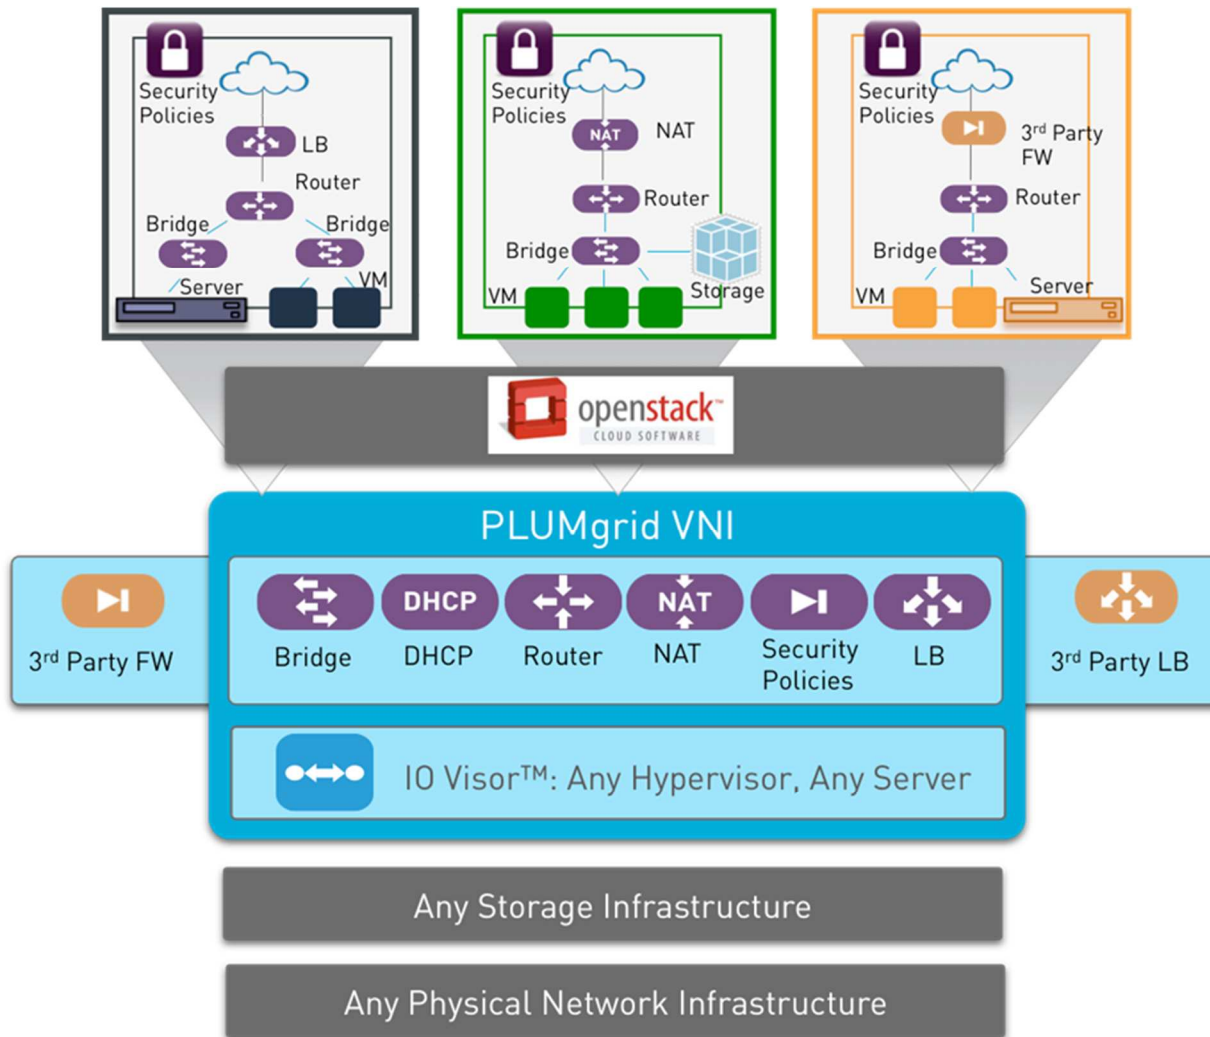 Security
Policies
LB
Router
Bridge
Bridge
Server
VM
Security
Policies
NAT
NAT
Router
Bridge
VM
Storage
Security
Policies
3rd Party
FW
Router
Bridge
VM
Server
openstack™
CLOUD SOFTWARE
PLUMgrid VNI
3rd Party FW
DHCP
NAT
Bridge
DHCP
Router
NAT
Security
Policies
LB
3rd Party LB
IO Visor™: Any Hypervisor, Any Server
Any Storage Infrastructure
Any Physical Network Infrastructure